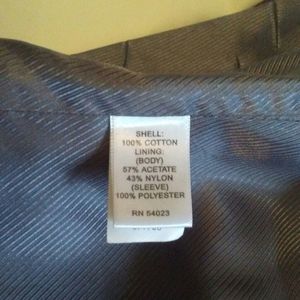 SHELL:
100% COTTON
LINING:
(BODY)
57% ACETATE
43% NYLON
(SLEEVE)
100% POLYESTER
RN 54023